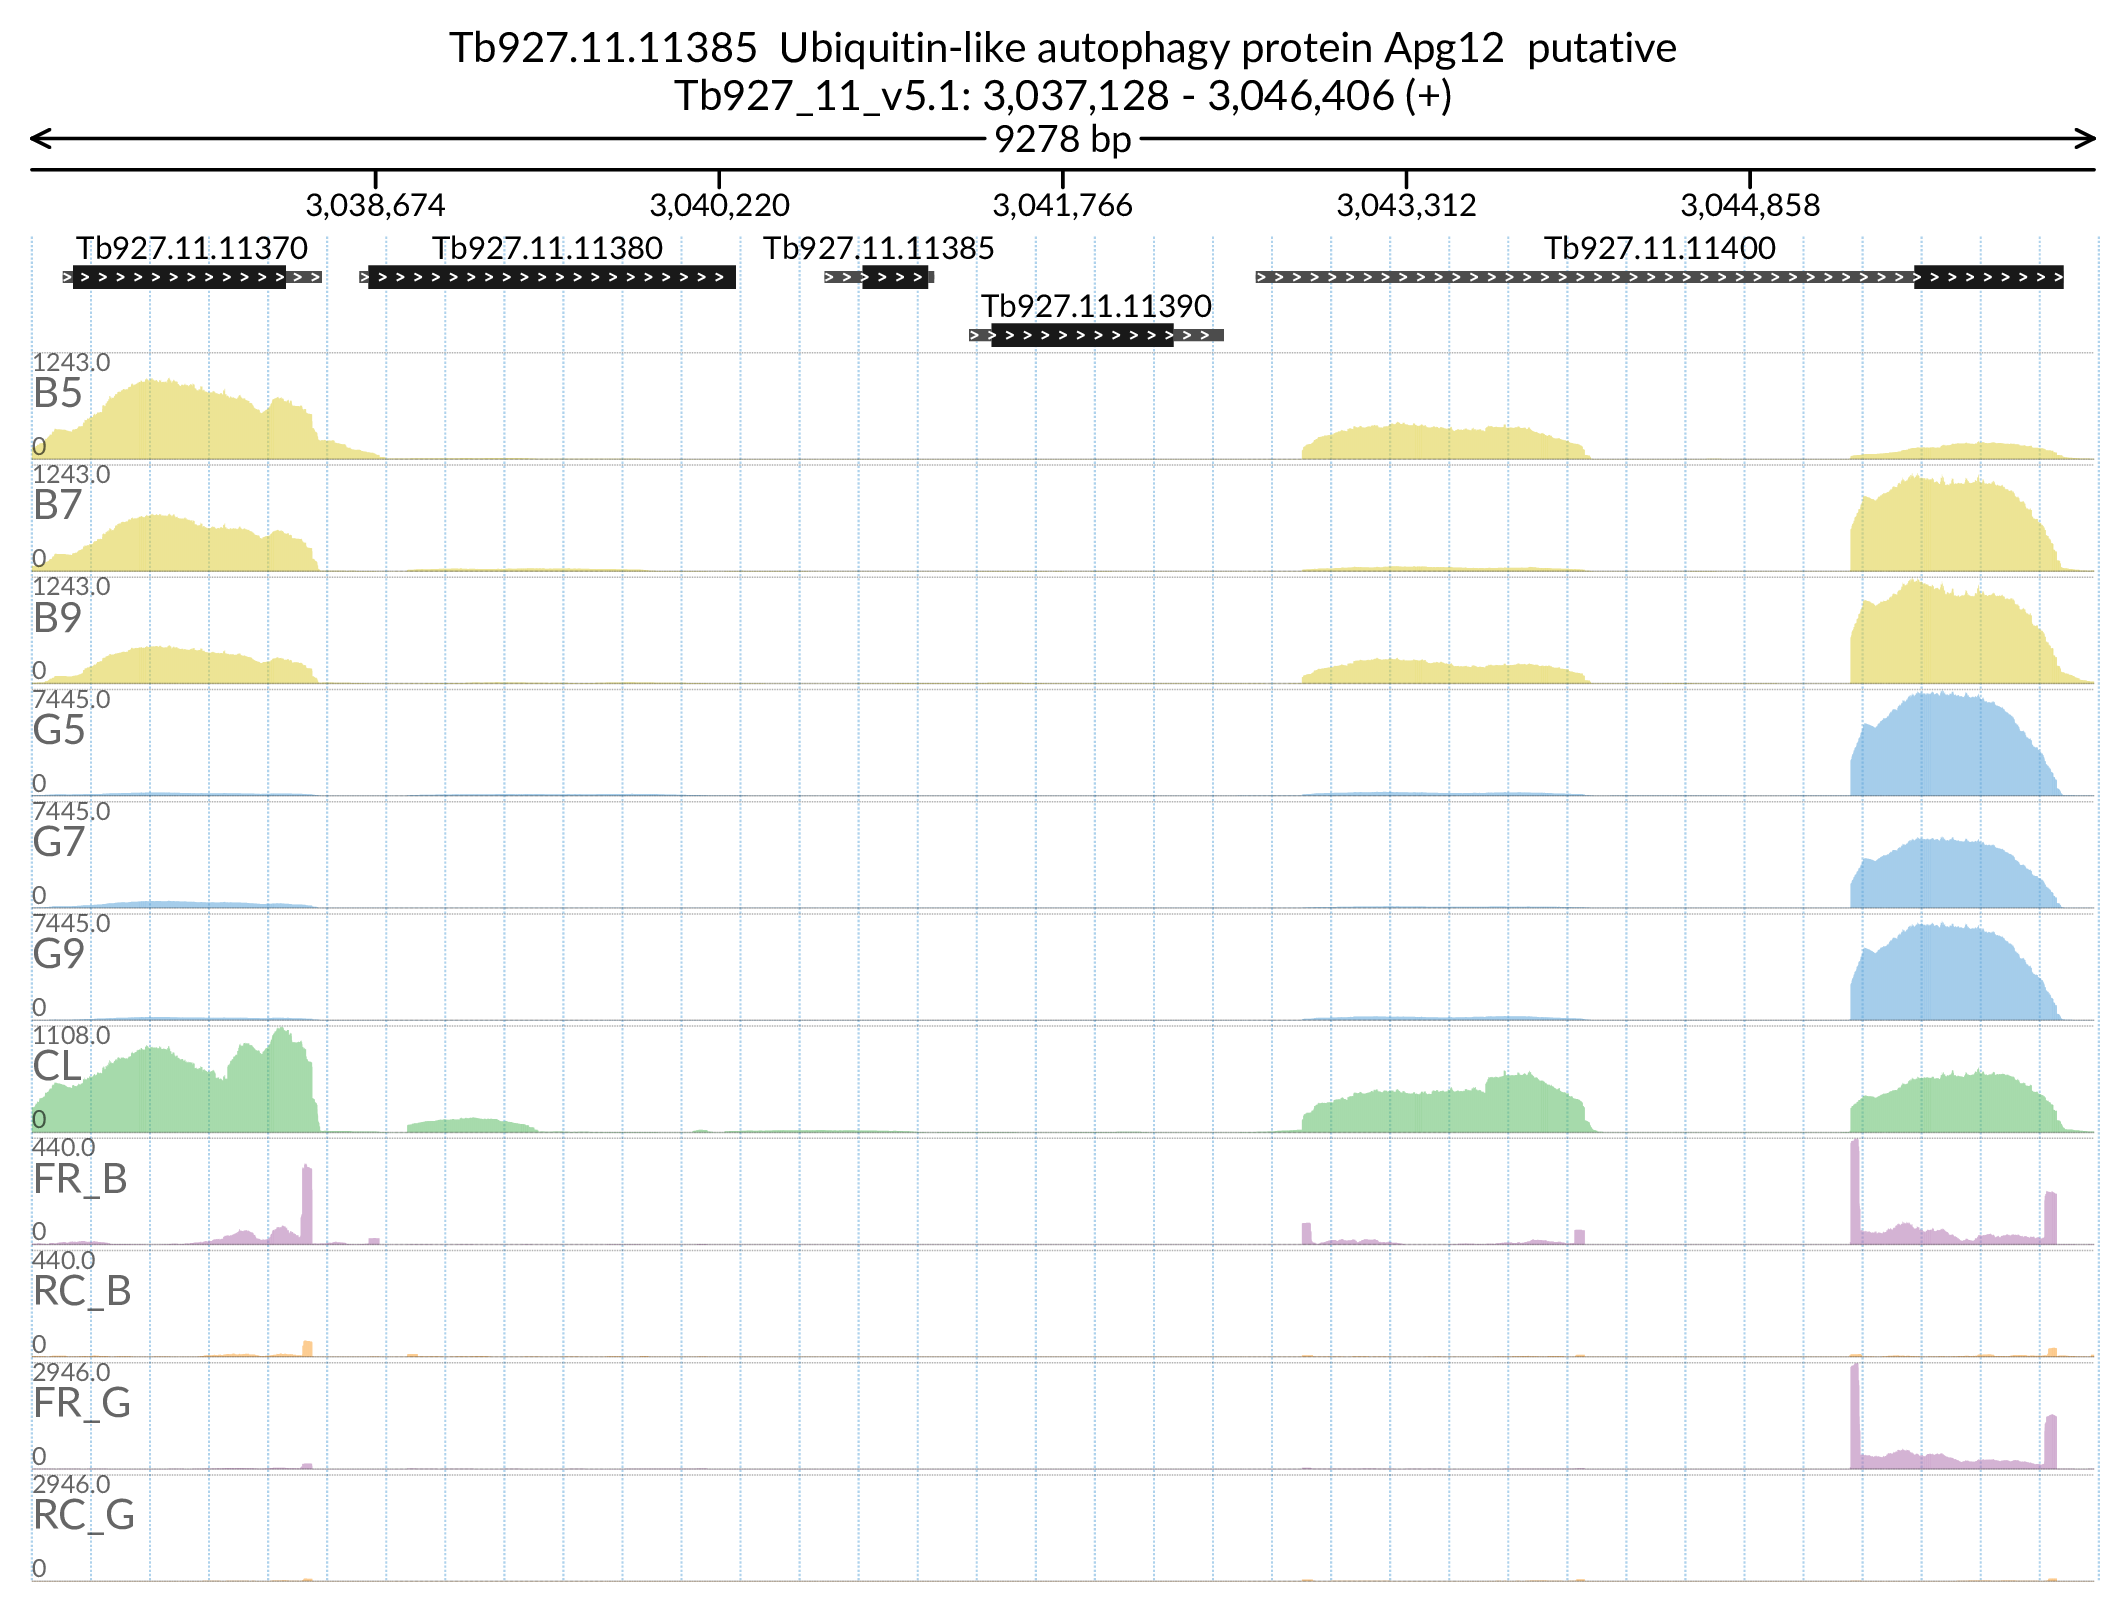 Tb927.11.11385  Ubiquitin-like autophagy protein Apg12  putative
Tb927_11_v5.1: 3,037,128 - 3,046,406 (+)
9278 bp
3,038,674 3,040,220 3,041,766 3,043,312 3,044,858
Tb927.11.11370 Tb927.11.11380 Tb927.11.11385 Tb927.11.11400
Tb927.11.11390
1243.0
B5
0
1243.0
B7
0
1243.0
B9
0
7445.0
G5
0
7445.0
G7
0
7445.0
G9
0
1108.0
CL
0
440.0
FR_B
0
440.0
RC_B
0
2946.0
FR_G
0
2946.0
RC_G
0